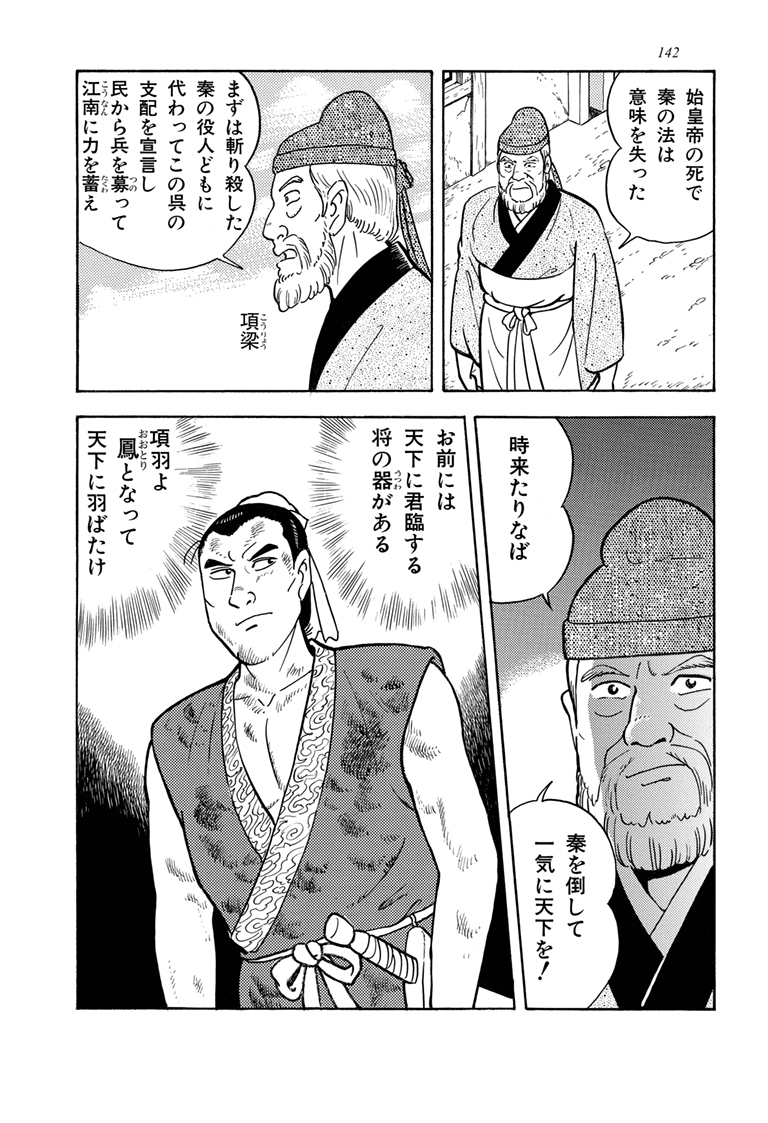 142
始皇帝の死で
秦の法は
意味を失った
まずは斬り殺した
秦の役人どもに
代わってこの呉の
支配を宣言し
民から兵を募って
江南に力を蓄え
項梁
時来たりなば
秦を倒して
一気に天下を!
お前には
天下に君臨する
将の器がある
項羽よ
鳳となって
天下に羽ばたけ